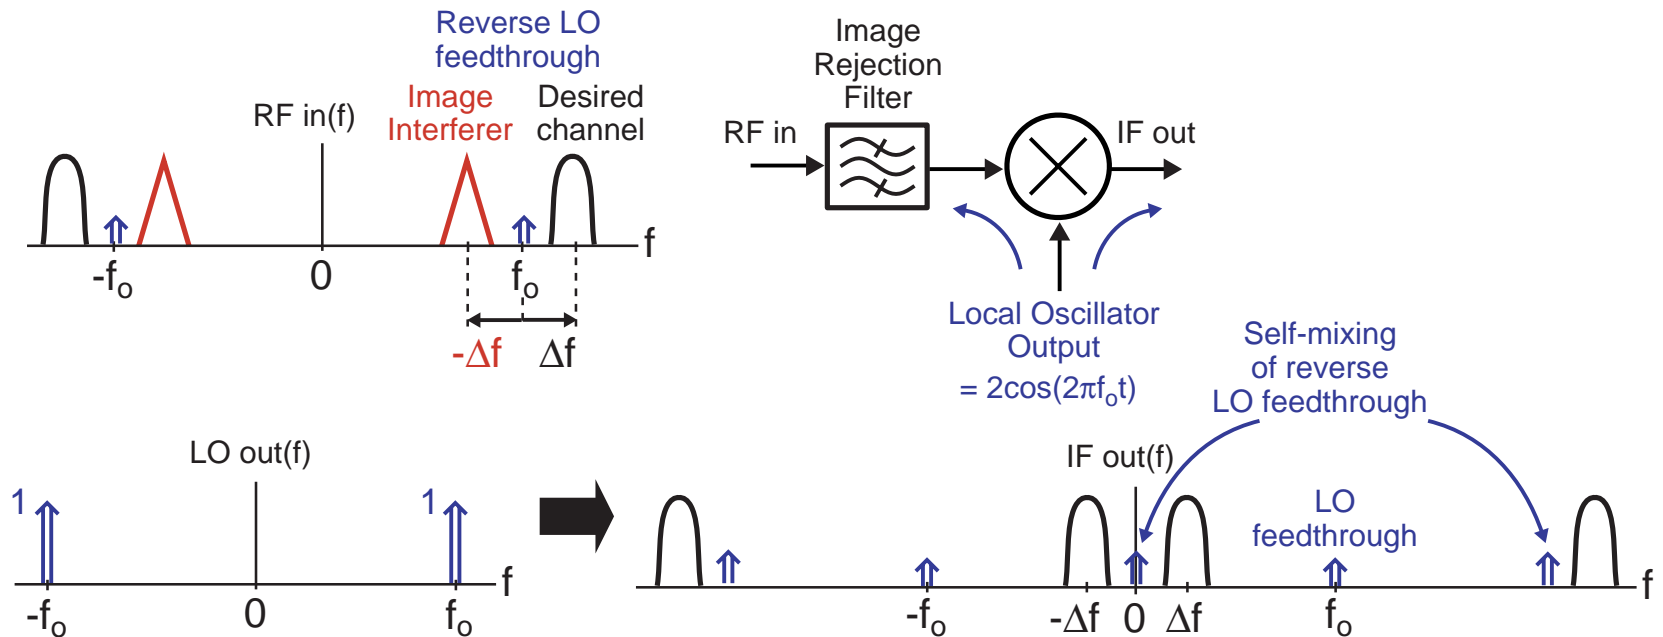 Reverse LO
feedthrough
Image
Interferer
Desired
channel
RF in(f)
-fₒ
0
fₒ
f
-Δf
Δf
Image
Rejection
Filter
RF in
IF out
Local Oscillator
Output
= 2cos(2πfₒt)
Self-mixing
of reverse
LO feedthrough
LO out(f)
1
1
-fₒ
0
fₒ
f
IF out(f)
LO
feedthrough
-fₒ
-Δf
0
Δf
fₒ
f